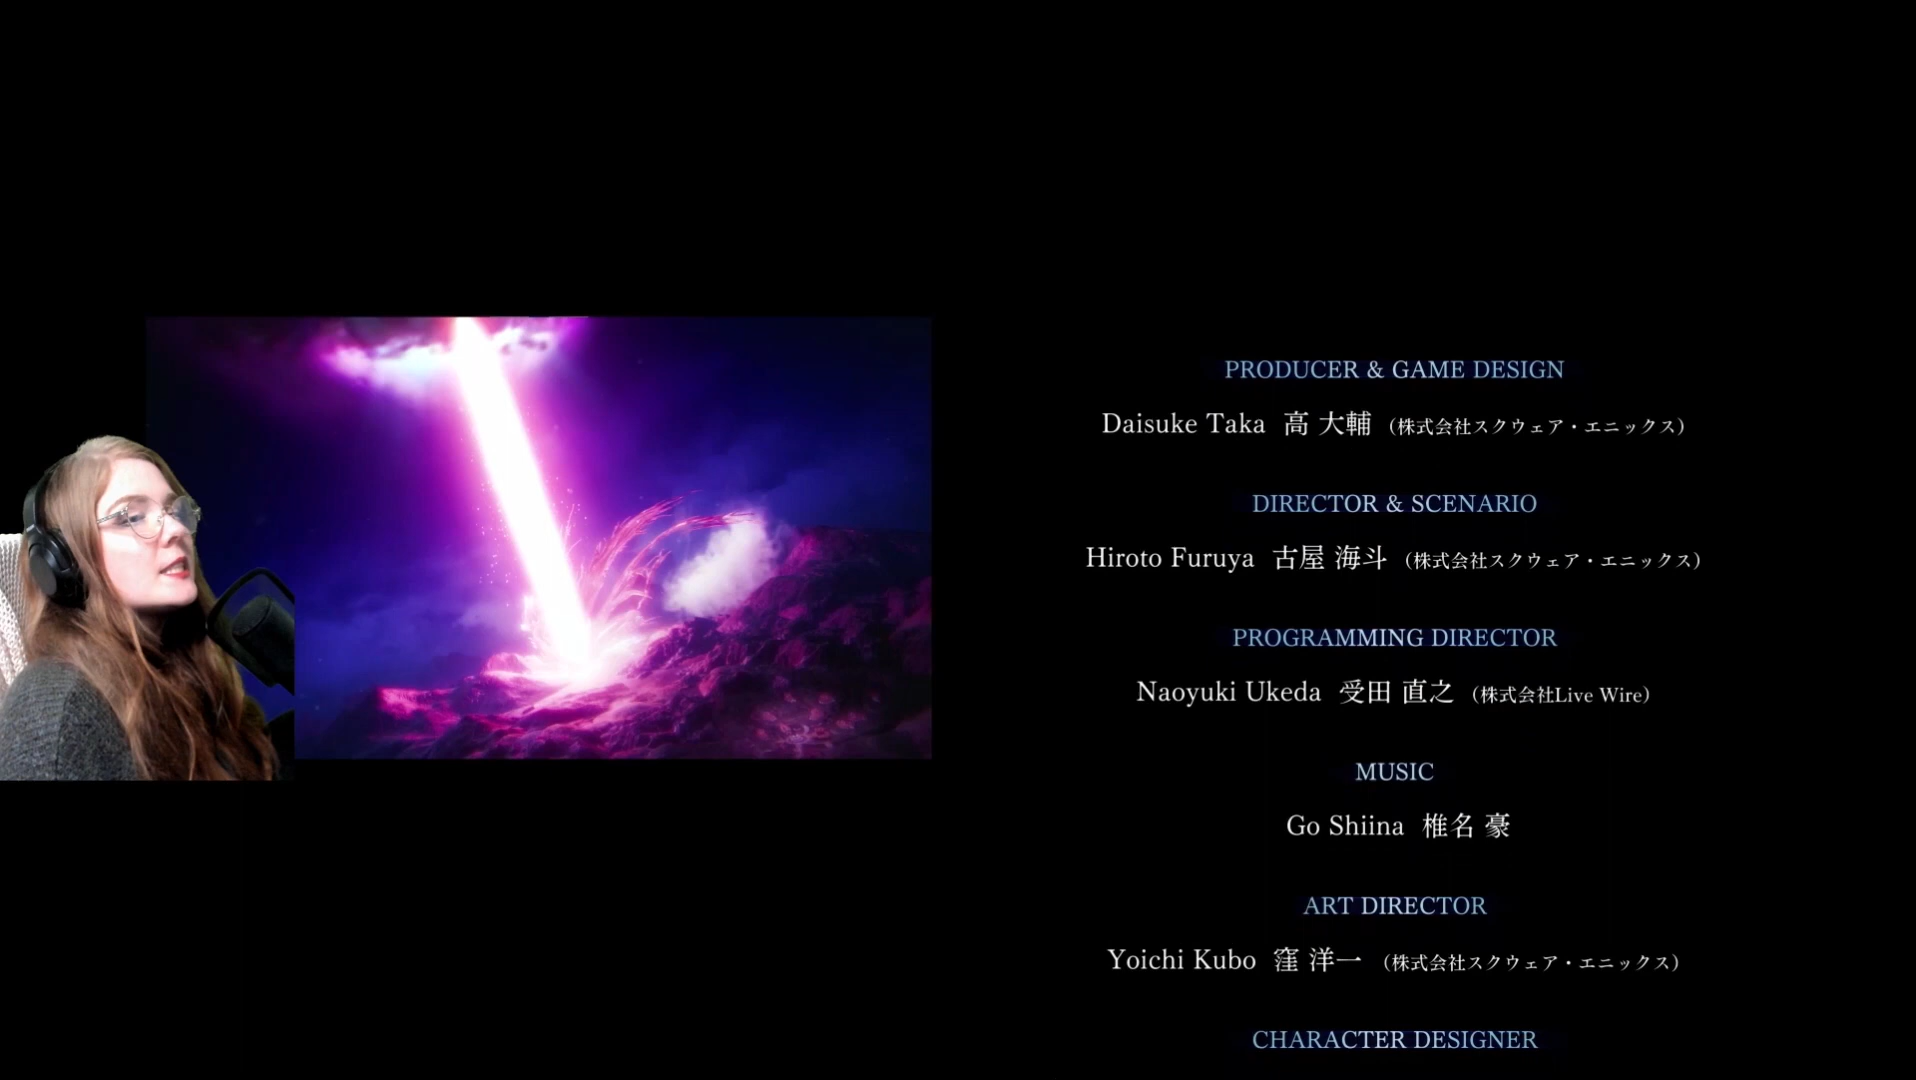 PRODUCER & GAME DESIGN
Daisuke Taka 高 大輔 （株式会社スクウェア・エニックス）
DIRECTOR & SCENARIO
Hiroto Furuya 古屋 海斗 （株式会社スクウェア・エニックス）
PROGRAMMING DIRECTOR
Naoyuki Ukeda 受田 直之 （株式会社Live Wire）
MUSIC
Go Shiina 椎名 豪
ART DIRECTOR
Yoichi Kubo 窪 洋一 （株式会社スクウェア・エニックス）
CHARACTER DESIGNER